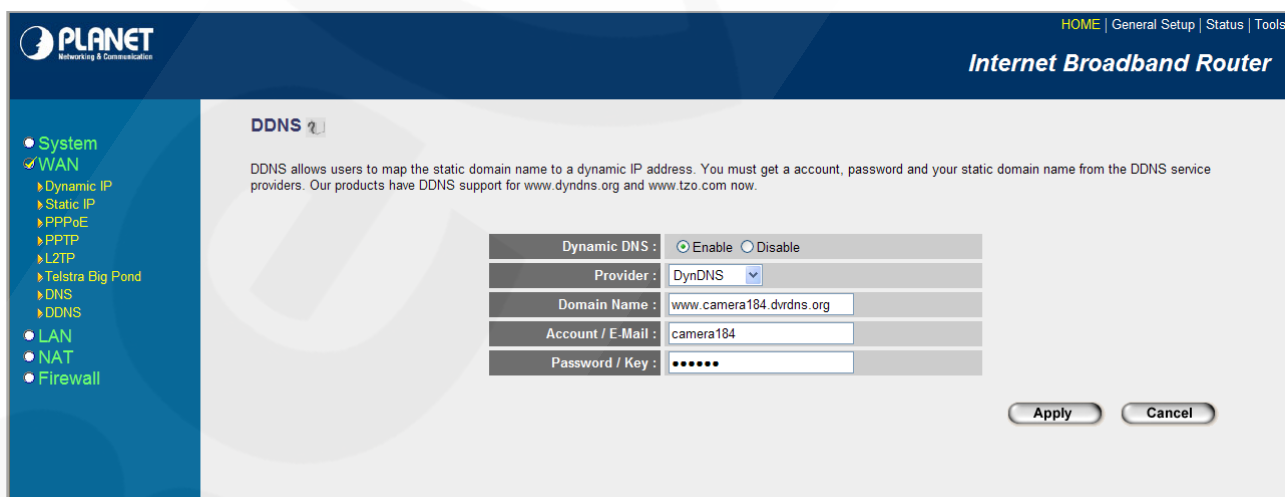 PLANET
Networking & Communication
HOME | General Setup | Status | Tools
Internet Broadband Router
System
WAN
Dynamic IP
Static IP
PPPoE
PPTP
L2TP
Telstra Big Pond
DNS
DDNS
LAN
NAT
Firewall
DDNS
DDNS allows users to map the static domain name to a dynamic IP address. You must get a account, password and your static domain name from the DDNS service
providers. Our products have DDNS support for www.dyndns.org and www.tzo.com now.
Dynamic DNS : Enable Disable
Provider : DynDNS
Domain Name : www.camera184.dvrdns.org
Account / E-Mail : camera184
Password / Key : ••••••
Apply Cancel